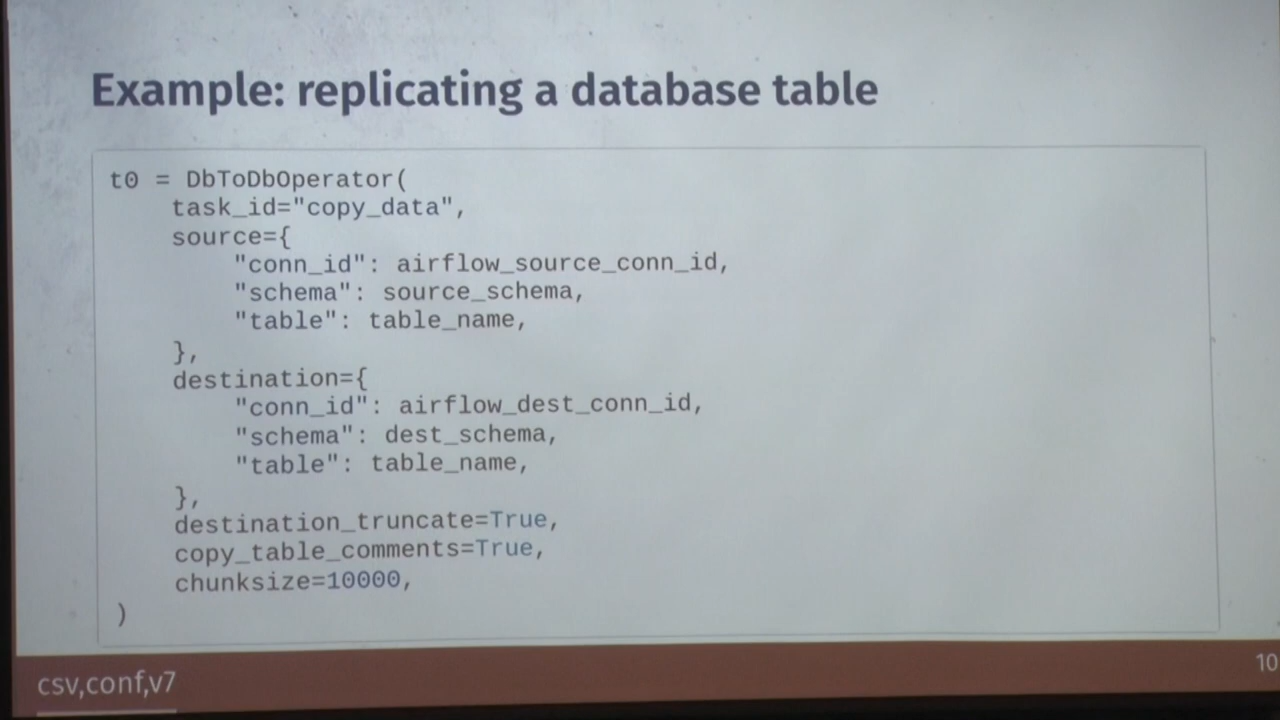 Example: replicating a database table
t0 = DbToDbOperator(
    task_id="copy_data",
    source={
        "conn_id": airflow_source_conn_id,
        "schema": source_schema,
        "table": table_name,
    },
    destination={
        "conn_id": airflow_dest_conn_id,
        "schema": dest_schema,
        "table": table_name,
    },
    destination_truncate=True,
    copy_table_comments=True,
    chunksize=10000,
)
csv,conf,v7
10